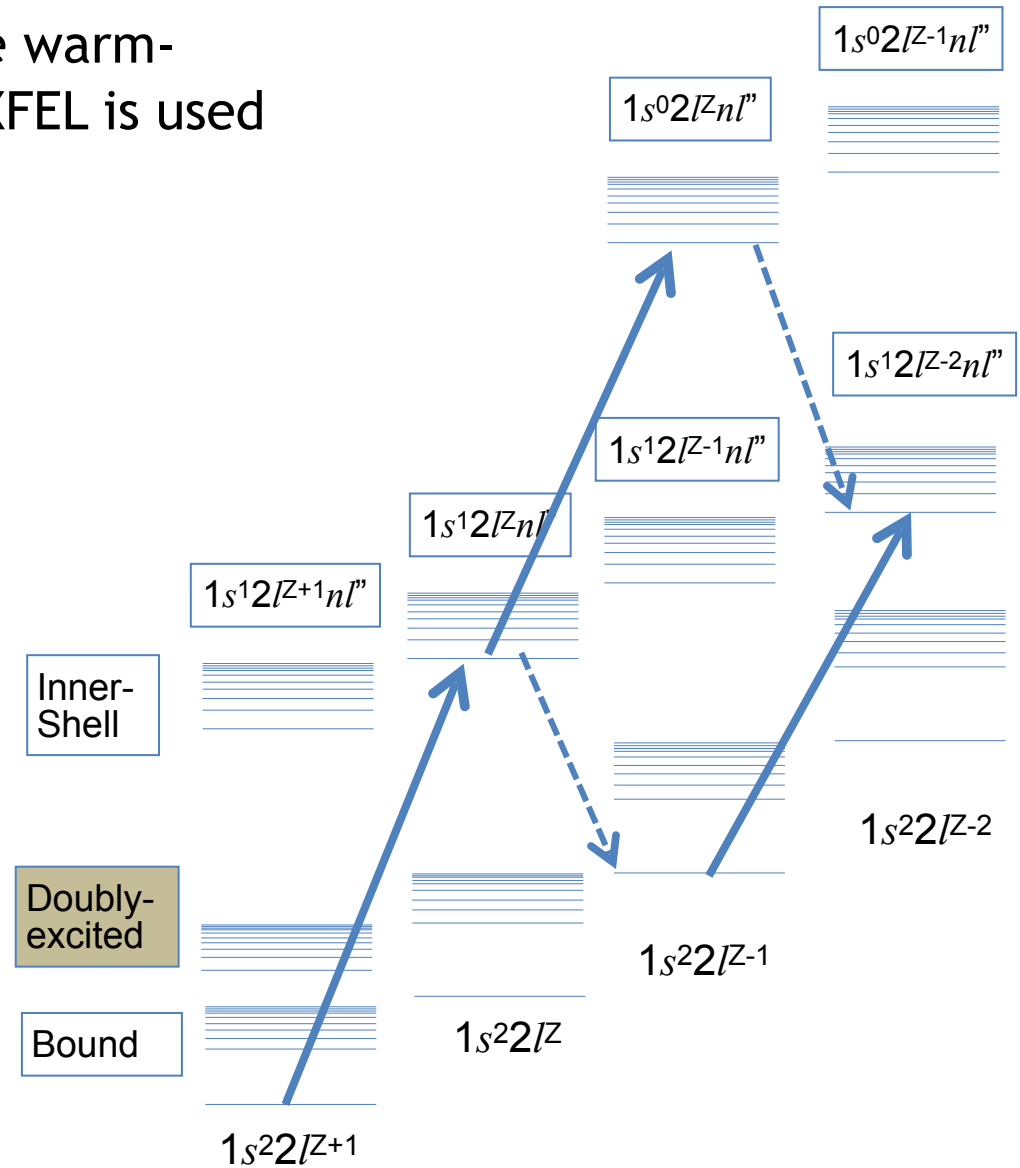 e warm-
XFEL is used
1s⁰2lᶻ⁻¹nl”
1s⁰2lᶻnl”
1s¹2lᶻ⁻²nl”
1s¹2lᶻ⁻¹nl”
1s¹2lᶻnl”
1s¹2lᶻ⁺¹nl”
Inner-
Shell
1s²2lᶻ⁻²
Doubly-
excited
1s²2lᶻ⁻¹
Bound
1s²2lᶻ
1s²2lᶻ⁺¹